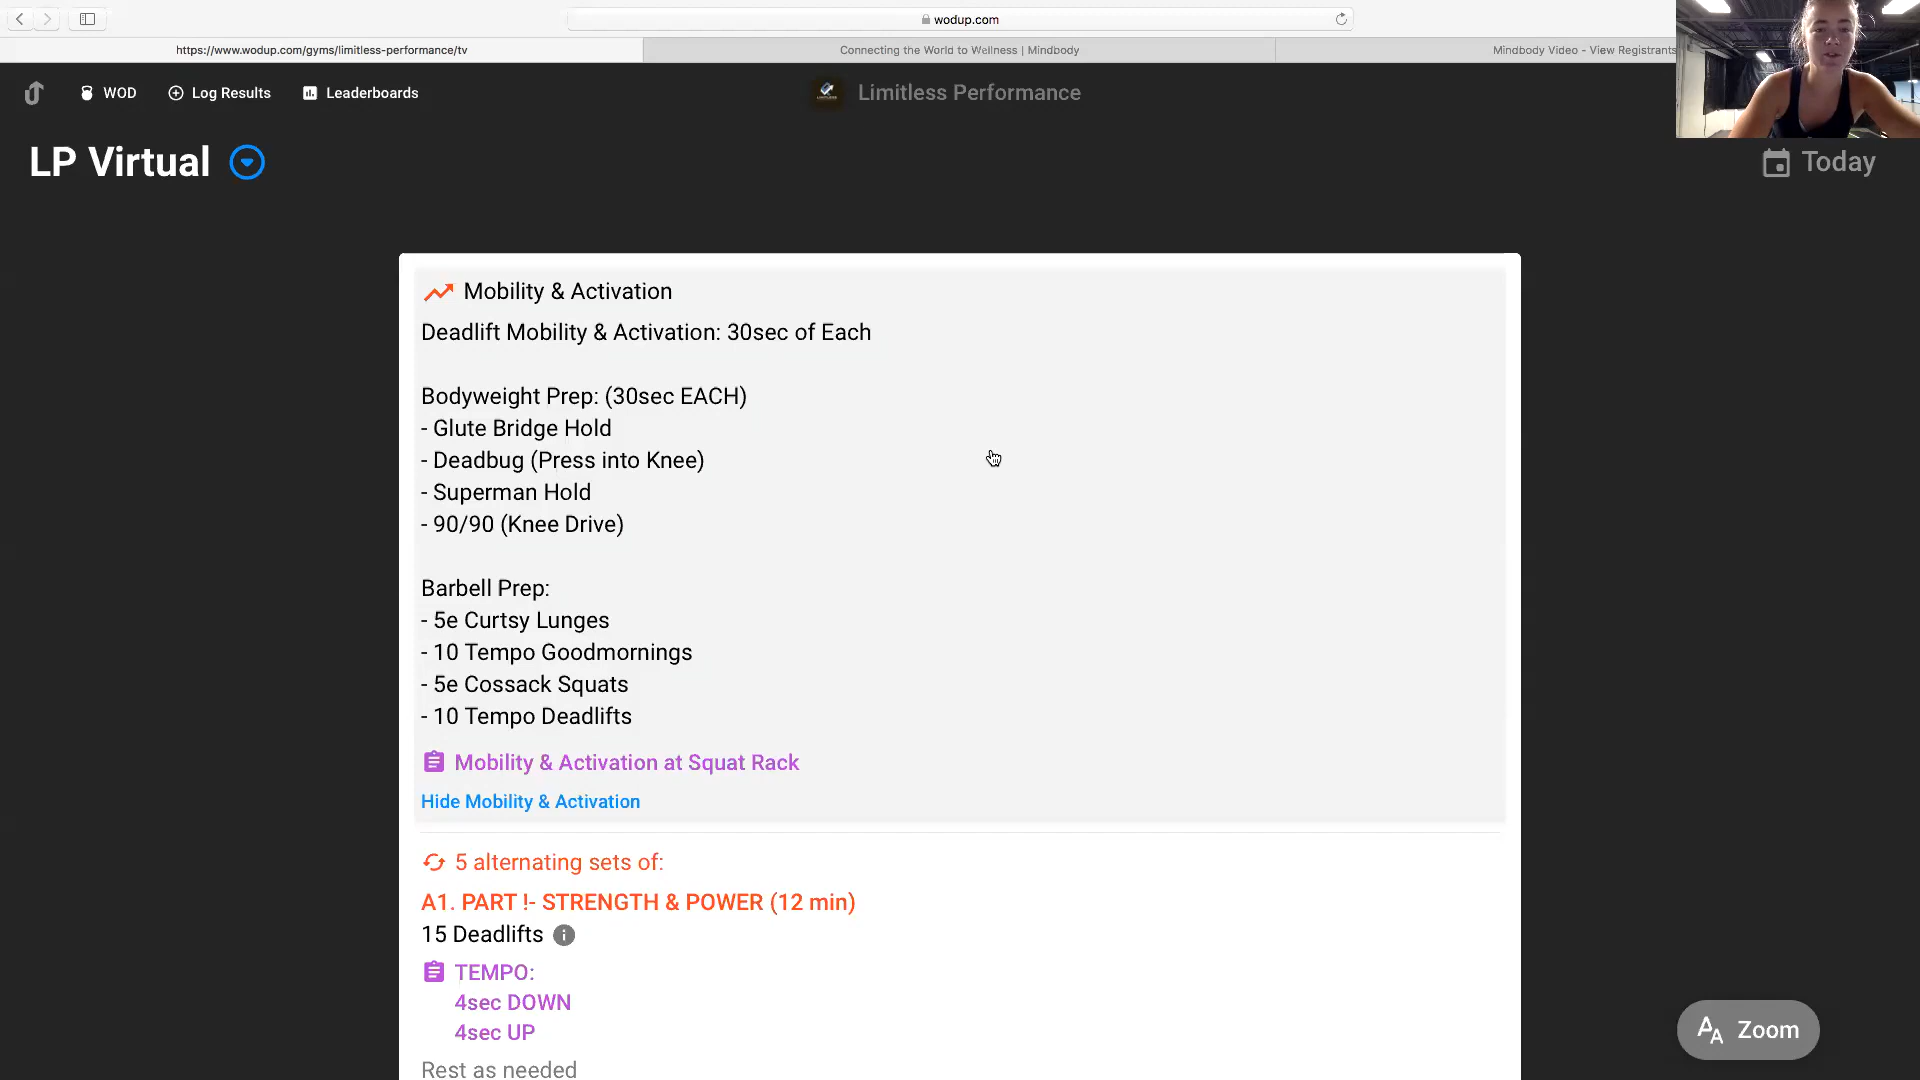 wodup.com
https://www.wodup.com/gyms/limitless-performance/tv
Connecting the World to Wellness | Mindbody
Mindbody Video - View Registrants
WOD
Log Results
Leaderboards
Limitless Performance
LP Virtual
Today
Mobility & Activation
Deadlift Mobility & Activation: 30sec of Each
Bodyweight Prep: (30sec EACH)
- Glute Bridge Hold
- Deadbug (Press into Knee)
- Superman Hold
- 90/90 (Knee Drive)
Barbell Prep:
- 5e Curtsy Lunges
- 10 Tempo Goodmornings
- 5e Cossack Squats
- 10 Tempo Deadlifts
Mobility & Activation at Squat Rack
Hide Mobility & Activation
5 alternating sets of:
A1. PART !- STRENGTH & POWER (12 min)
15 Deadlifts
TEMPO:
4sec DOWN
4sec UP
Rest as needed
AA Zoom